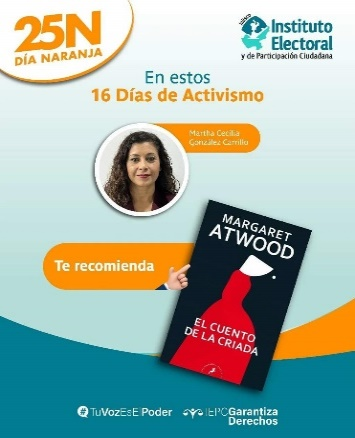 25N
DÍA NARANJA
Instituto
Electoral
y de Participación Ciudadana
En estos
16 Días de Activismo
Martha Cecilia
González Carrillo
Te recomienda
MARGARET
ATWOOD
EL CUENTO
DE LA CRIADA
#TuVozEsElPoder
IEPCGarantiza
Derechos